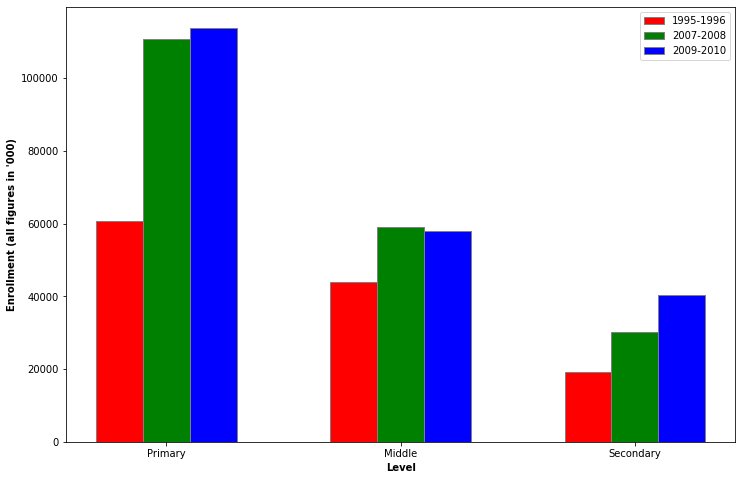 1995-1996
2007-2008
2009-2010
100000
80000
60000
40000
20000
0
Enrollment (all figures in '000)
Primary
Middle
Secondary
Level